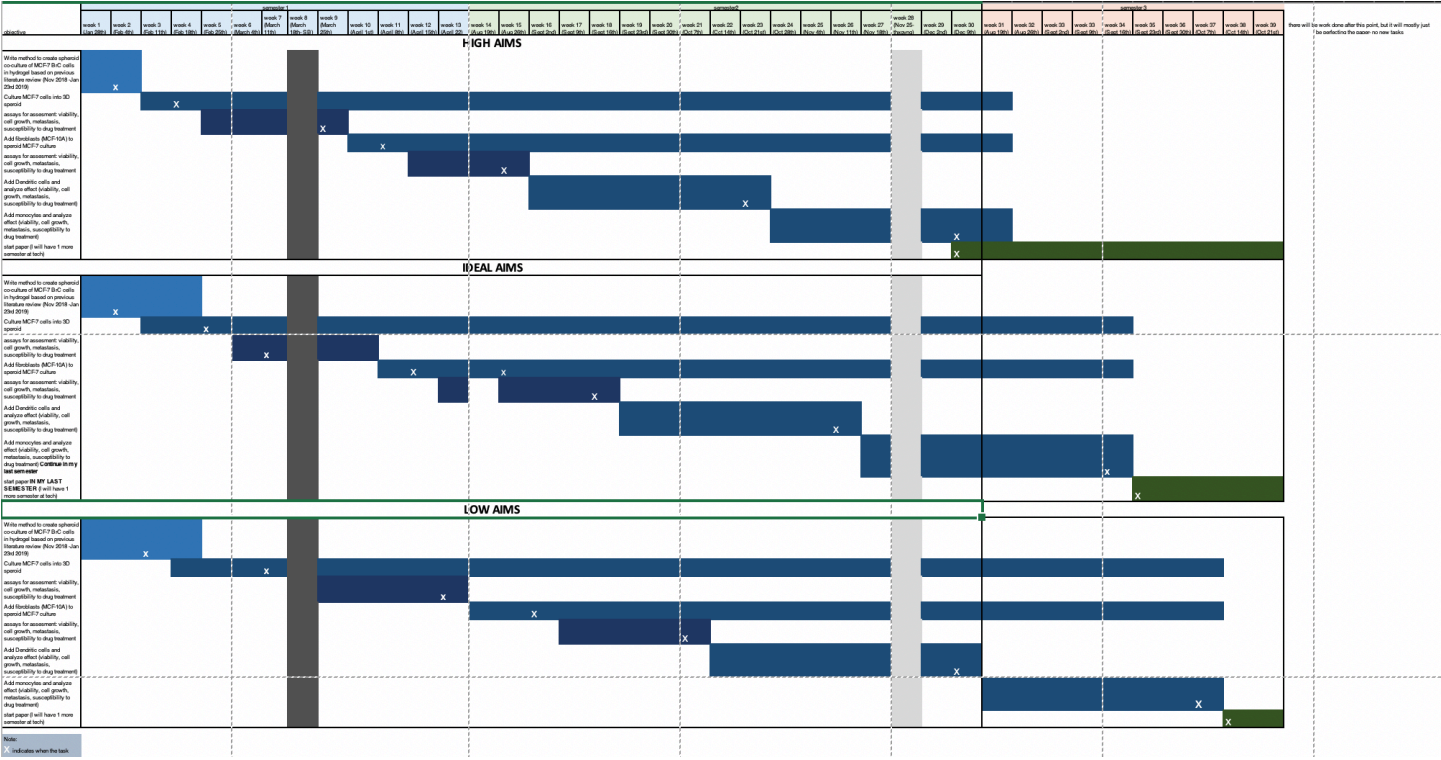 semester 1
semester2
semester 3
objective
week 1 (Jan 28th)
week 2 (Feb 4th)
week 3 (Feb 11th)
week 4 (Feb 18th)
week 5 (Feb 25th)
week 6 (March 4th)
week 7 (March 11th)
week 8 (March 18th- SB)
week 9 (March 25th)
week 10 (April 1st)
week 11 (April 8th)
week 12 (April 15th)
week 13 (April 22)
week 14 (Aug 19th)
week 15 (Aug 26th)
week 16 (Sept 2nd)
week 17 (Sept 9th)
week 18 (Sept 16th)
week 19 (Sept 23rd)
week 20 (Sept 30th)
week 21 (Oct 7th)
week 22 (Oct 14th)
week 23 (Oct 21st)
week 24 (Oct 28th)
week 25 (Nov 4th)
week 26 (Nov 11th)
week 27 (Nov 18th)
week 28 (Nov 25-
week 29 (Dec 2nd)
week 30 (Dec 9th)
week 31 (Aug 19th)
week 32 (Aug 26th)
week 33 (Sept 2nd)
week 33 (Sept 9th)
week 34 (Sept 16th)
week 35 (Sept 23rd)
week 36 (Sept 30th)
week 37 (Oct 7th)
week 38 (Oct 14th)
week 39 (Oct 21st)
there will be work done after this point, but it will mostly just
be perfecting the paper- no new tasks
HIGH AIMS
Write method to create spheroid
co-culture of MCF-7 BrC cells
in hydrogel based on previous
literature review (Nov 2018 -Jan
23rd 2019)
X
Culture MCF-7 cells into 3D
speroid
X
assays for assesment: viability,
cell growth, metastasis,
susceptibility to drug treatment
X
Add fibroblasts (MCF-10A) to
speroid MCF-7 culture
X
assays for assesment: viability,
cell growth, metastasis,
susceptibility to drug treatment
X
Add Dendritic cells and
analyze effect (viability, cell
growth, metastasis,
susceptibility to drug treatment)
X
Add monocytes and analyze
effect (viability, cell growth,
metastasis, susceptibility to
drug treatment)
X
start paper (I will have 1 more
semester at tech)
X
IDEAL AIMS
Write method to create spheroid
co-culture of MCF-7 BrC cells
in hydrogel based on previous
literature review (Nov 2018 -Jan
23rd 2019)
X
Culture MCF-7 cells into 3D
speroid
X
assays for assesment: viability,
cell growth, metastasis,
susceptibility to drug treatment
X
Add fibroblasts (MCF-10A) to
speroid MCF-7 culture
X X
assays for assesment: viability,
cell growth, metastasis,
susceptibility to drug treatment
X
Add Dendritic cells and
analyze effect (viability, cell
growth, metastasis,
susceptibility to drug treatment)
X
Add monocytes and analyze
effect (viability, cell growth,
metastasis, susceptibility to
drug treatment) Continue in my
last semester
X
start paper IN MY LAST
SEMESTER (I will have 1
more semester at tech)
X
LOW AIMS
Write method to create spheroid
co-culture of MCF-7 BrC cells
in hydrogel based on previous
literature review (Nov 2018 -Jan
23rd 2019)
X
Culture MCF-7 cells into 3D
speroid
X
assays for assesment: viability,
cell growth, metastasis,
susceptibility to drug treatment
X
Add fibroblasts (MCF-10A) to
speroid MCF-7 culture
X
assays for assesment: viability,
cell growth, metastasis,
susceptibility to drug treatment
X
Add Dendritic cells and
analyze effect (viability, cell
growth, metastasis,
susceptibility to drug treatment)
X
Add monocytes and analyze
effect (viability, cell growth,
metastasis, susceptibility to
drug treatment)
X
start paper (I will have 1 more
semester at tech)
X
Note:
X indicates when the task